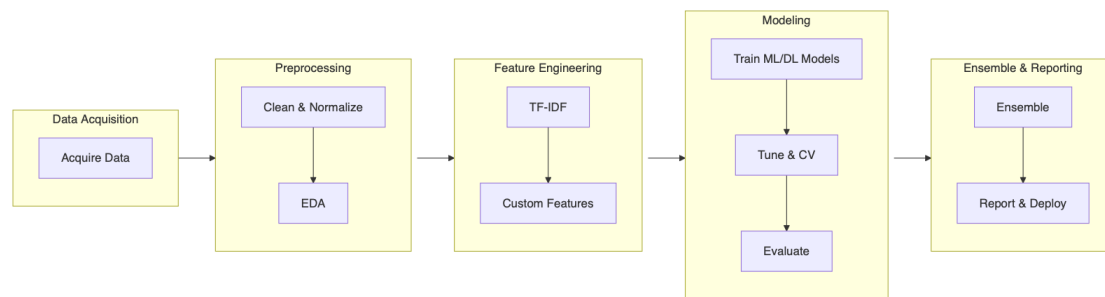 Data Acquisition
Acquire Data
Preprocessing
Clean & Normalize
EDA
Feature Engineering
TF-IDF
Custom Features
Modeling
Train ML/DL Models
Tune & CV
Evaluate
Ensemble & Reporting
Ensemble
Report & Deploy